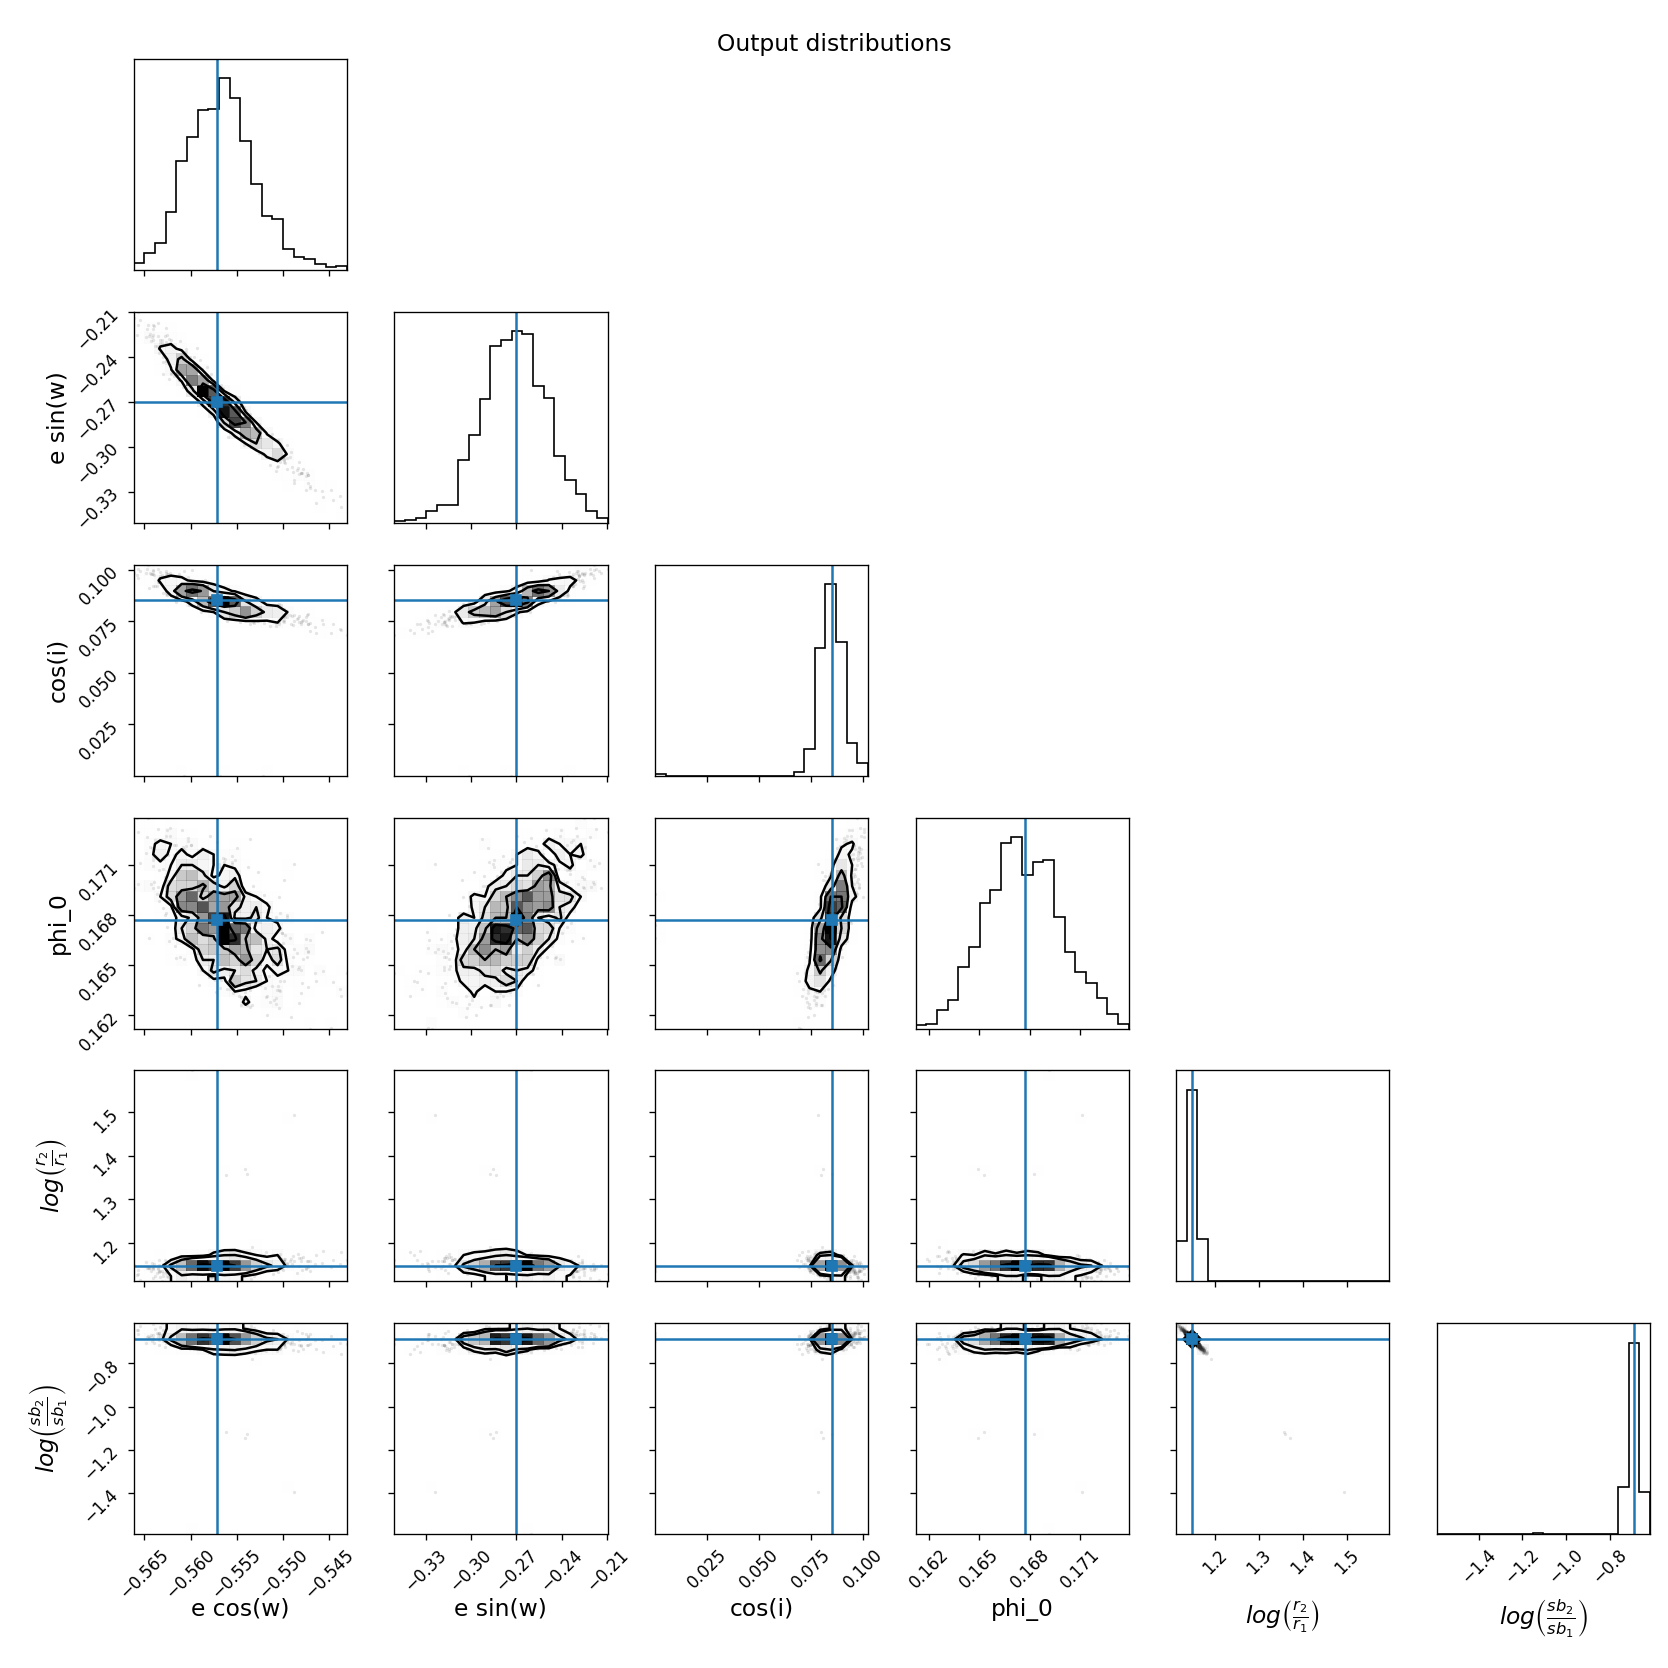 Output distributions
e sin(w)
−0.21
−0.24
−0.27
−0.30
−0.33
cos(i)
0.100
0.075
0.050
0.025
phi_0
0.171
0.168
0.165
0.162
log(r₂/r₁)
1.5
1.4
1.3
1.2
log(sb₂/sb₁)
−0.8
−1.0
−1.2
−1.4
−0.565 −0.560 −0.555 −0.550 −0.545 −0.33 −0.30 −0.27 −0.24 −0.21 0.025 0.050 0.075 0.100 0.162 0.165 0.168 0.171 1.2 1.3 1.4 1.5 −1.4 −1.2 −1.0 −0.8
e cos(w) e sin(w) cos(i) phi_0 log(r₂/r₁) log(sb₂/sb₁)